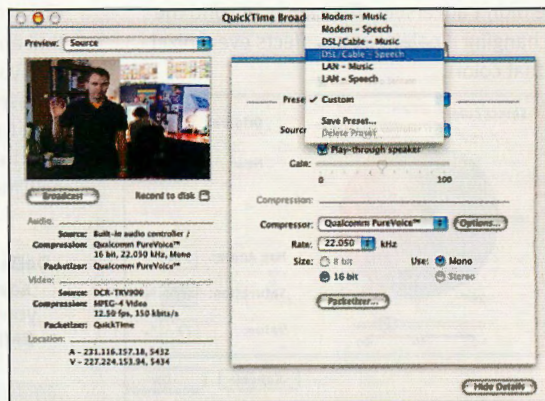 QuickTime Broad
Preview: Source
Broadcast
Record to disk
Audio:
Source: Built-in audio controller /
Compression: Qualcomm PureVoice™
16 bit, 22.050 kHz, Mono
Packetizer: Qualcomm PureVoice™
Video:
Source: DCR-TRV900
Compression: MPEG-4 Video
12.50 fps, 150 kbits/s
Packetizer: QuickTime
Location:
A - 231.116.157.18, 5432
V - 227.224.153.94, 5434
Modem - Music
Modem - Speech
DSL/Cable - Music
DSL/Cable - Speech
LAN - Music
LAN - Speech
Prese ✓ Custom
Save Preset...
Delete Preset
Source
Play-through speaker
Gain:
0 100
Compression:
Compressor: Qualcomm PureVoice™ Options...
Rate: 22.050 kHz
Size: 8 bit Use: Mono
16 bit Stereo
Packetizer...
Hide Details